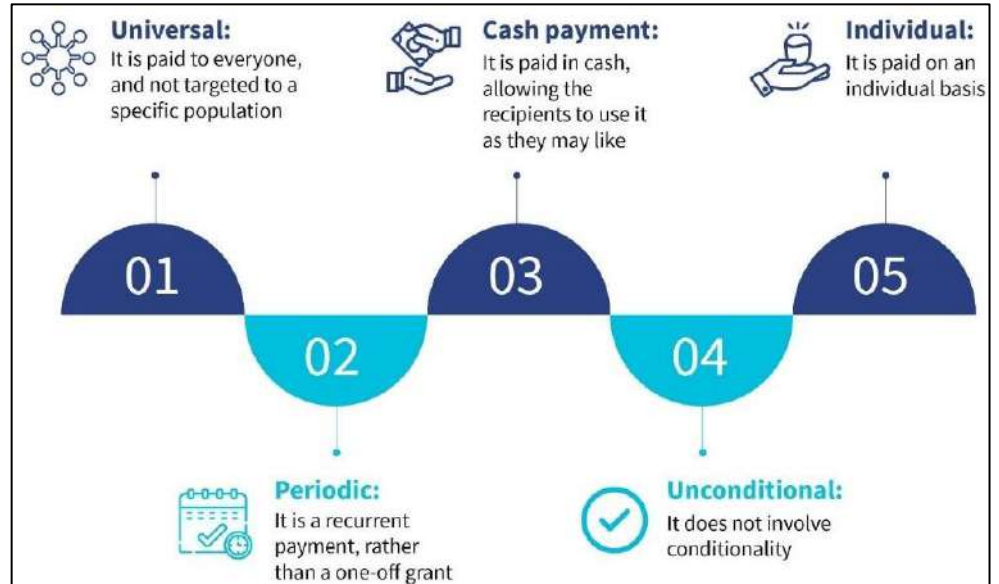 Universal:
It is paid to everyone,
and not targeted to a
specific population
Cash payment:
It is paid in cash,
allowing the
recipients to use it
as they may like
Individual:
It is paid on an
individual basis
01
02
03
04
05
Periodic:
It is a recurrent
payment, rather
than a one-off grant
Unconditional:
It does not involve
conditionality